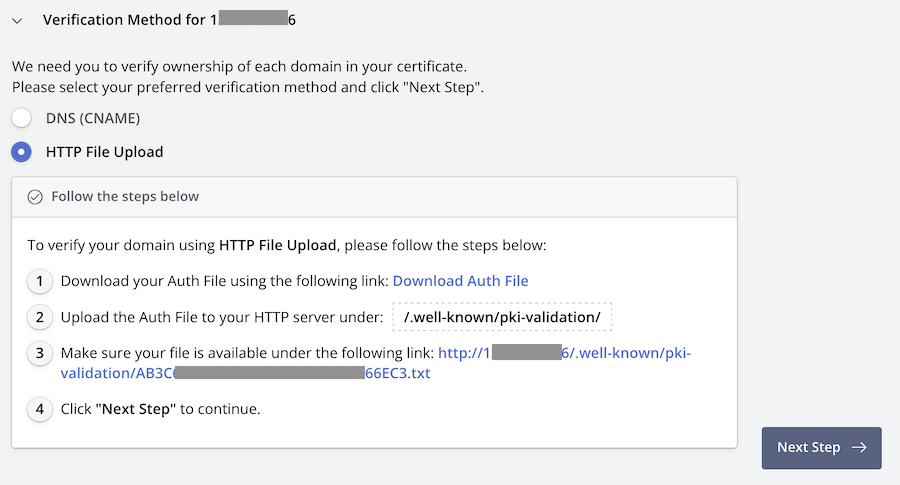 Verification Method for 1 6
We need you to verify ownership of each domain in your certificate.
Please select your preferred verification method and click "Next Step".
DNS (CNAME)
HTTP File Upload
Follow the steps below
To verify your domain using HTTP File Upload, please follow the steps below:
1 Download your Auth File using the following link: Download Auth File
2 Upload the Auth File to your HTTP server under: /.well-known/pki-validation/
3 Make sure your file is available under the following link: http://1 6/.well-known/pki-
validation/AB3C 66EC3.txt
4 Click "Next Step" to continue.
Next Step